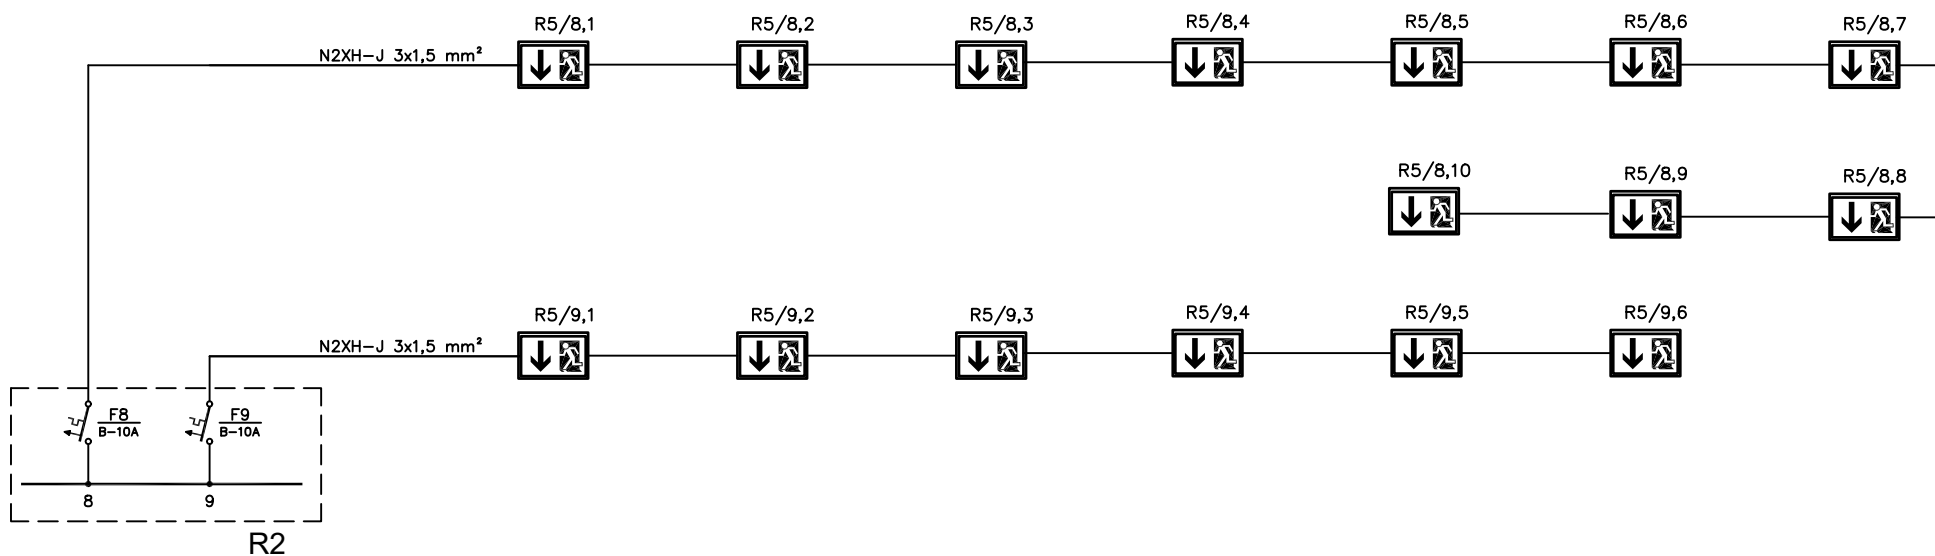 R5/8,1 R5/8,2 R5/8,3 R5/8,4 R5/8,5 R5/8,6 R5/8,7
N2XH-J 3x1,5 mm²
R5/8,10 R5/8,9 R5/8,8
R5/9,1 R5/9,2 R5/9,3 R5/9,4 R5/9,5 R5/9,6
N2XH-J 3x1,5 mm²
F8 F9
B-10A B-10A
8 9
R2